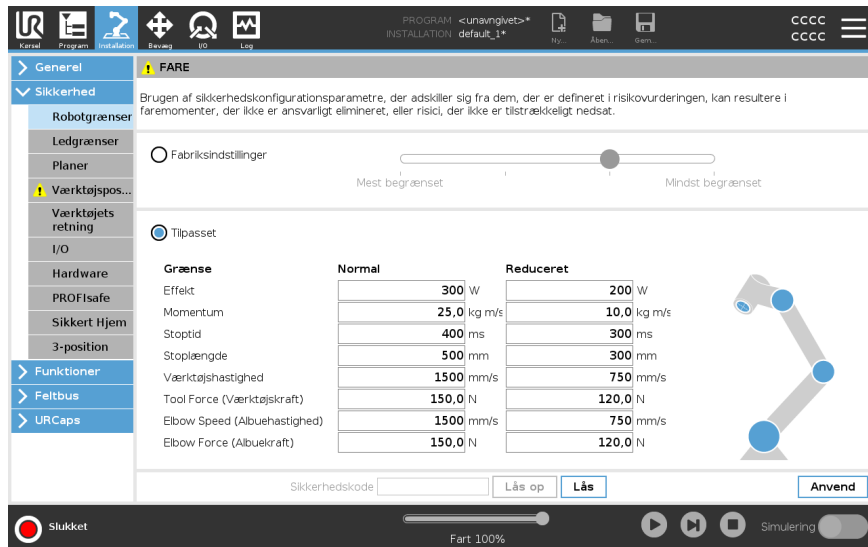 PROGRAM <unavngivet>*
INSTALLATION default_1*
Kørsel Program Installation Bevæg I/O Log
Ny... Åben... Gem...
cccc
cccc
Generel
Sikkerhed
Robotgrænser
Ledgrænser
Planer
Værktøjspos...
Værktøjets
retning
I/O
Hardware
PROFIsafe
Sikkert Hjem
3-position
Funktioner
Feltbus
URCaps
FARE
Brugen af sikkerhedskonfigurationsparametre, der adskiller sig fra dem, der er defineret i risikovurderingen, kan resultere i
faremomenter, der ikke er ansvarligt elimineret, eller risici, der ikke er tilstrækkeligt nedsat.
Fabriksindstillinger
Mest begrænset Mindst begrænset
Tilpasset
Grænse Normal Reduceret
Effekt 300 W 200 W
Momentum 25,0 kg m/s 10,0 kg m/s
Stoptid 400 ms 300 ms
Stoplængde 500 mm 300 mm
Værktøjshastighed 1500 mm/s 750 mm/s
Tool Force (Værktøjskraft) 150,0 N 120,0 N
Elbow Speed (Albuehastighed) 1500 mm/s 750 mm/s
Elbow Force (Albuekraft) 150,0 N 120,0 N
Sikkerhedskode Lås op Lås Anvend
Slukket
Fart 100%
Simulering